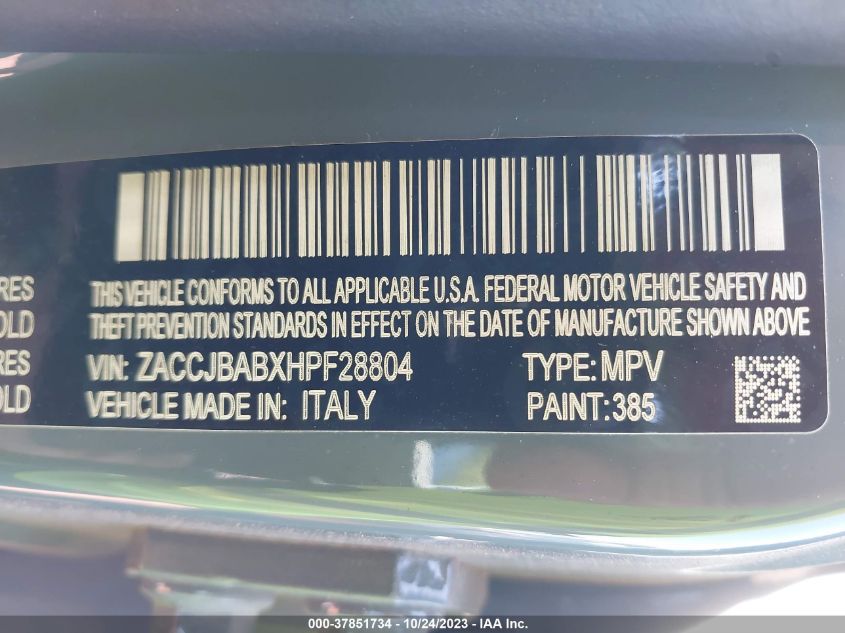 THIS VEHICLE CONFORMS TO ALL APPLICABLE U.S.A. FEDERAL MOTOR VEHICLE SAFETY AND
THEFT PREVENTION STANDARDS IN EFFECT ON THE DATE OF MANUFACTURE SHOWN ABOVE
VIN: ZACCJBABXHPF28804 TYPE: MPV
VEHICLE MADE IN: ITALY PAINT: 385
RES
OLD
RES
OLD
000-37851734 - 10/24/2023 - © IAA Inc.